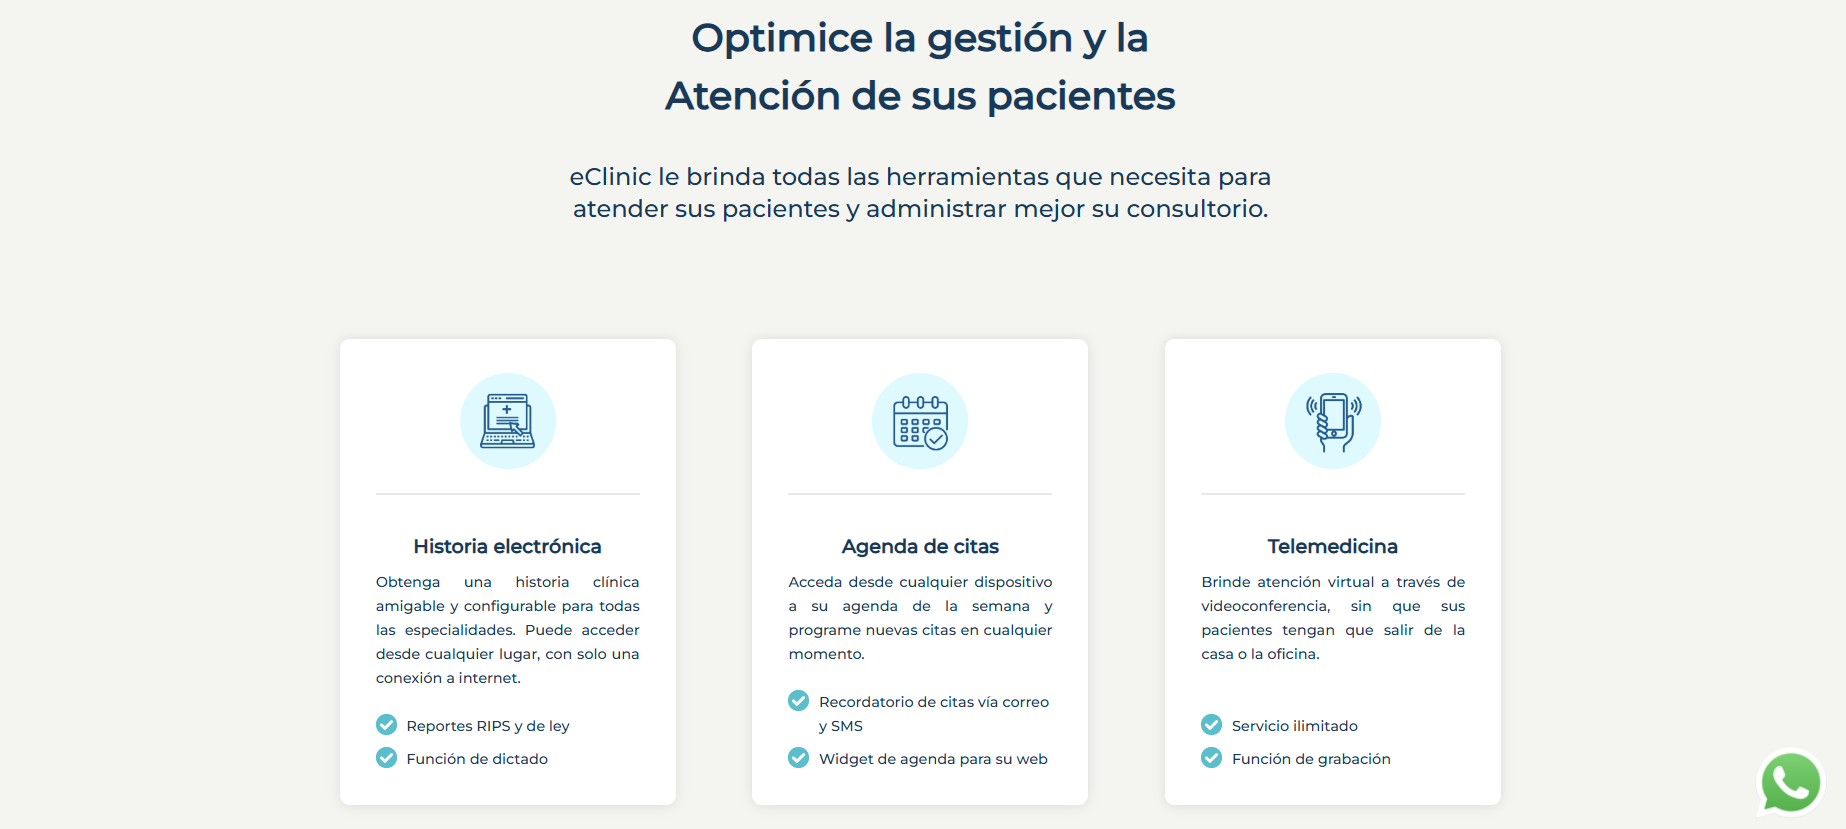 Optimice la gestión y la
Atención de sus pacientes
eClinic le brinda todas las herramientas que necesita para
atender sus pacientes y administrar mejor su consultorio.
Historia electrónica
Obtenga una historia clínica
amigable y configurable para todas
las especialidades. Puede acceder
desde cualquier lugar, con solo una
conexión a internet.
Reportes RIPS y de ley
Función de dictado
Agenda de citas
Acceda desde cualquier dispositivo
a su agenda de la semana y
programe nuevas citas en cualquier
momento.
Recordatorio de citas vía correo
y SMS
Widget de agenda para su web
Telemedicina
Brinde atención virtual a través de
videoconferencia, sin que sus
pacientes tengan que salir de la
casa o la oficina.
Servicio ilimitado
Función de grabación